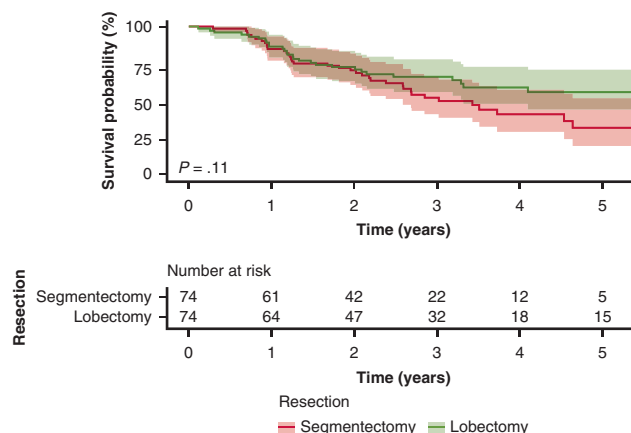 Survival probability (%)
100
75
50
25
0
P = .11
0 1 2 3 4 5
Time (years)
Number at risk
Resection
Segmentectomy 74 61 42 22 12 5
Lobectomy 74 64 47 32 18 15
0 1 2 3 4 5
Time (years)
Resection
Segmentectomy Lobectomy